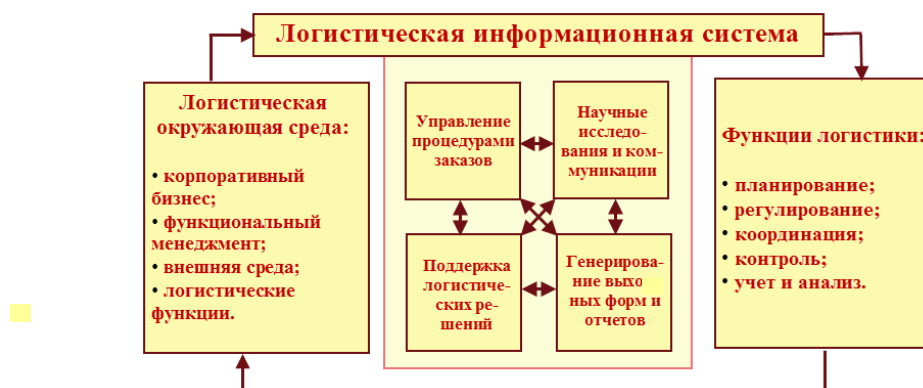 Логистическая информационная система
Логистическая
окружающая среда:
• корпоративный
бизнес;
• функциональный
менеджмент;
• внешняя среда;
• логистические
функции.
Управление
процедурами
заказов
Научные
исследо-
вания и ком-
муникации
Поддержка
логистиче-
ских ре-
шений
Генерирова-
ние выхо
ных форм и
отчетов
Функции логистики:
• планирование;
• регулирование;
• координация;
• контроль;
• учет и анализ.